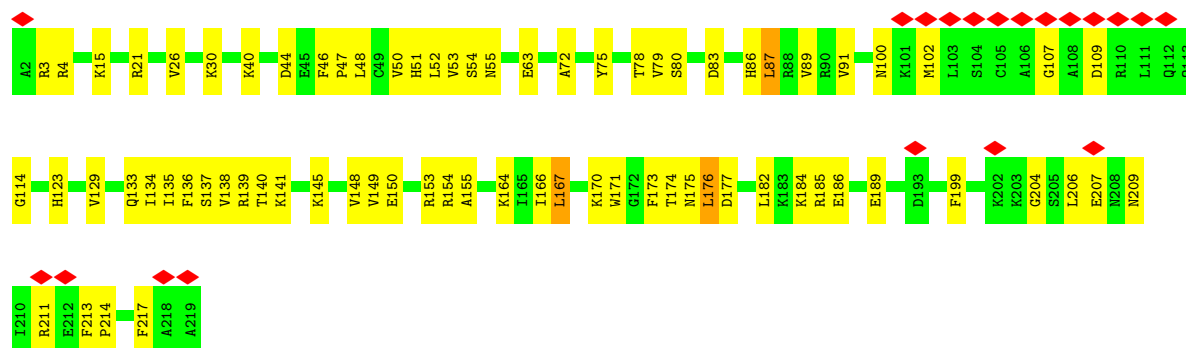 A2 R3 R4 K15 R21 V26 K30 K40 D44 E45 F46 P47 L48 C49 V50 H51 L52 V53 S54 N55 E63 A72 Y75 T78 V79 S80 D83 H86 L87 R88 V89 R90 V91 N100 K101 M102 L103 S104 C105 A106 G107 A108 D109 R110 L111 Q112
G114 H123 V129 Q133 I134 I135 F136 S137 V138 R139 T140 K141 K145 V148 V149 E150 R153 R154 A155 K164 I165 I166 L167 K170 W171 G172 F173 T174 N175 L176 D177 L182 K183 K184 R185 E186 E189 D193 F199 K202 K203 G204 S205 L206 E207 N208 N209
I210 R211 E212 F213 P214 F217 A218 A219